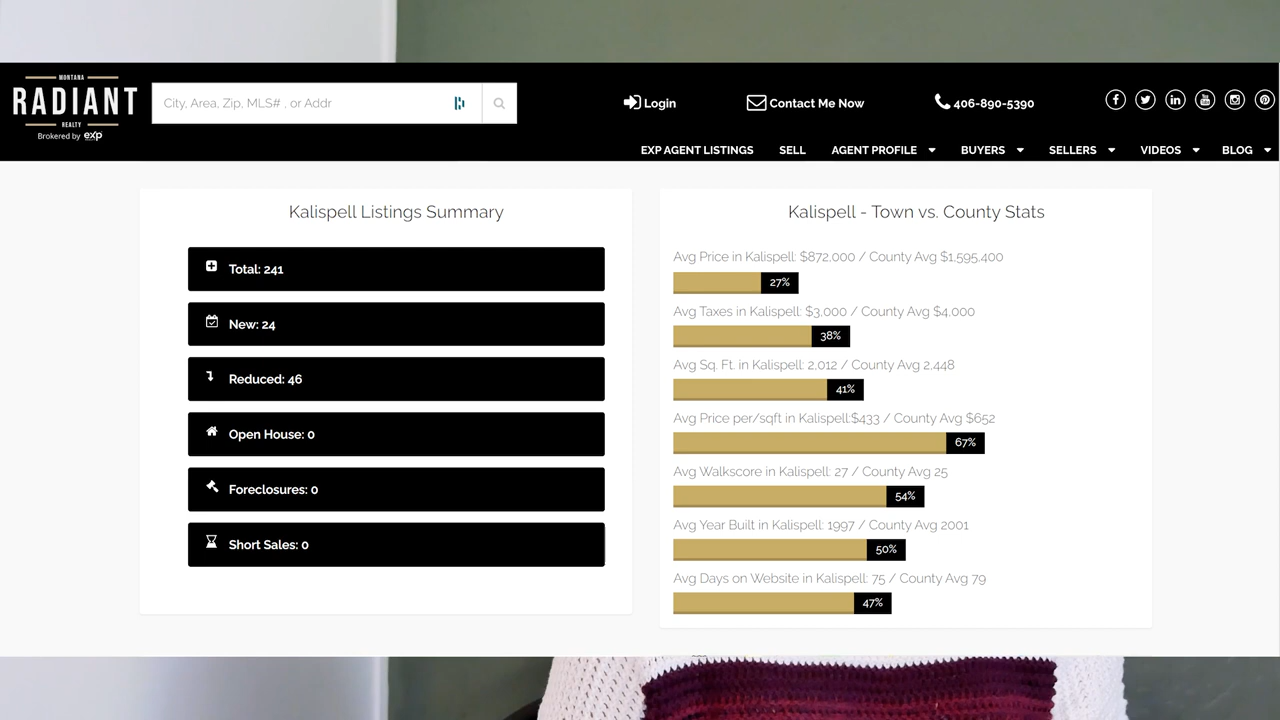 MONTANA
RADIANT
REALTY
Brokered by exp
City, Area, Zip, MLS# , or Addr
Login
Contact Me Now
406-890-5390
EXP AGENT LISTINGS SELL AGENT PROFILE BUYERS SELLERS VIDEOS BLOG
Kalispell Listings Summary
Total: 241
New: 24
Reduced: 46
Open House: 0
Foreclosures: 0
Short Sales: 0
Kalispell - Town vs. County Stats
Avg Price in Kalispell: $872,000 / County Avg $1,595,400
27%
Avg Taxes in Kalispell: $3,000 / County Avg $4,000
38%
Avg Sq. Ft. in Kalispell: 2,012 / County Avg 2,448
41%
Avg Price per/sqft in Kalispell:$433 / County Avg $652
67%
Avg Walkscore in Kalispell: 27 / County Avg 25
54%
Avg Year Built in Kalispell: 1997 / County Avg 2001
50%
Avg Days on Website in Kalispell: 75 / County Avg 79
47%